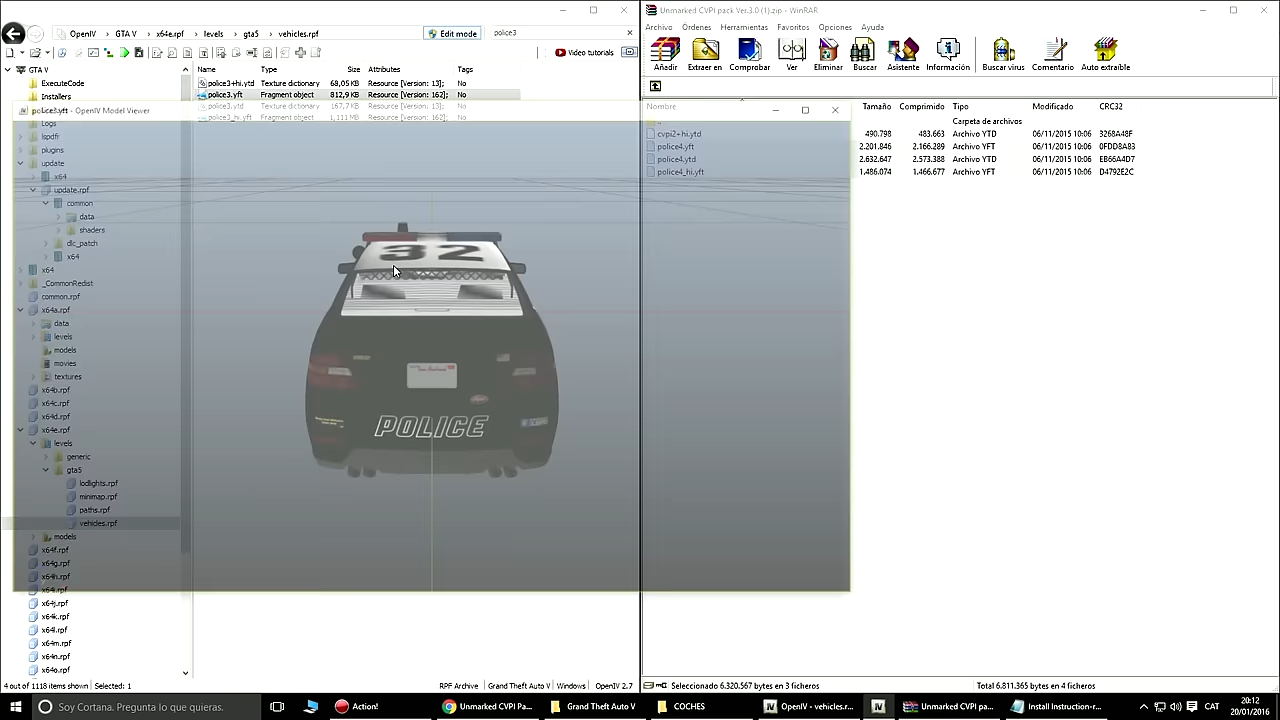 Unmarked CVPI pack Ver.3.0 (1).zip - WinRAR
OpenIV GTA V x64e.rpf levels gta5 vehicles.rpf Edit mode police3
Archivo Órdenes Herramientas Favoritos Opciones Ayuda
Video tutorials
Añadir Extraer en Comprobar Ver Eliminar Buscar Asistente Información Buscar virus Comentario Auto extraíble
GTA V
Name Type Size Attributes Tags
ExecuteCode
police3+hi.ytd Texture dictionary 68,05 KB Resource [Version: 13]; No
Installers
police3.yft Fragment object 812,9 KB Resource [Version: 162]; No
police3.ytd Texture dictionary 167,7 KB Resource [Version: 13]; No
police3.yft - OpenIV Model Viewer
police3_hi.yft Fragment object 1,111 MB Resource [Version: 162]; No
Logs
lspdfr
plugins
update
x64
update.rpf
common
data
shaders
dlc_patch
x64
x64
_CommonRedist
common.rpf
x64a.rpf
data
levels
models
movies
textures
x64b.rpf
x64c.rpf
x64d.rpf
x64e.rpf
levels
generic
gta5
lodlights.rpf
minimap.rpf
paths.rpf
vehicles.rpf
models
x64f.rpf
x64g.rpf
x64h.rpf
x64i.rpf
x64j.rpf
x64k.rpf
x64l.rpf
x64m.rpf
x64n.rpf
x64o.rpf
32
POLICE
Nombre Tamaño Comprimido Tipo Modificado CRC32
.. Carpeta de archivos
cvpi2+hi.ytd 490.798 483.663 Archivo YTD 06/11/2015 10:06 3268A48F
police4.yft 2.201.846 2.166.289 Archivo YFT 06/11/2015 10:06 0FDD8A83
police4.ytd 2.632.647 2.573.388 Archivo YTD 06/11/2015 10:06 EB66A4D7
police4_hi.yft 1.486.074 1.466.677 Archivo YFT 06/11/2015 10:06 D4792E2C
4 out of 1118 items shown Selected: 1 RPF Archive Grand Theft Auto V Windows OpenIV 2.7
Seleccionado 6.320.567 bytes en 3 ficheros Total 6.811.365 bytes en 4 ficheros
Soy Cortana. Pregunta lo que quieras. Action! Unmarked CVPI Pa... Grand Theft Auto V COCHES OpenIV - vehicles.r... Unmarked CVPI pa... Install Instruction-r... CAT 20:12
20/01/2016